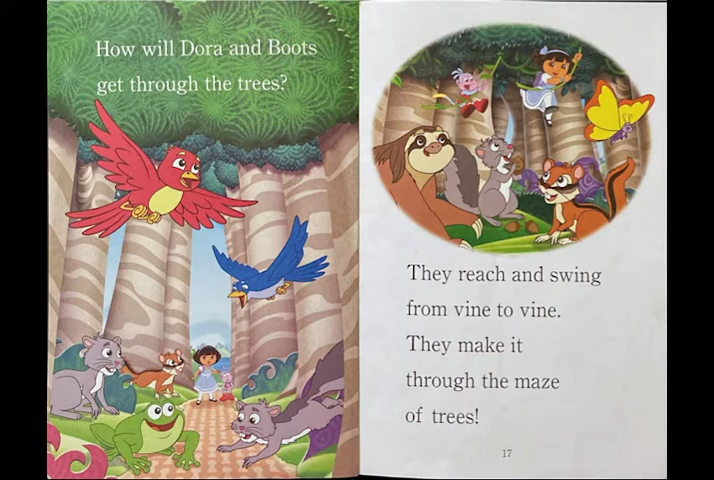 How will Dora and Boots
get through the trees?
They reach and swing
from vine to vine.
They make it
through the maze
of trees!
17